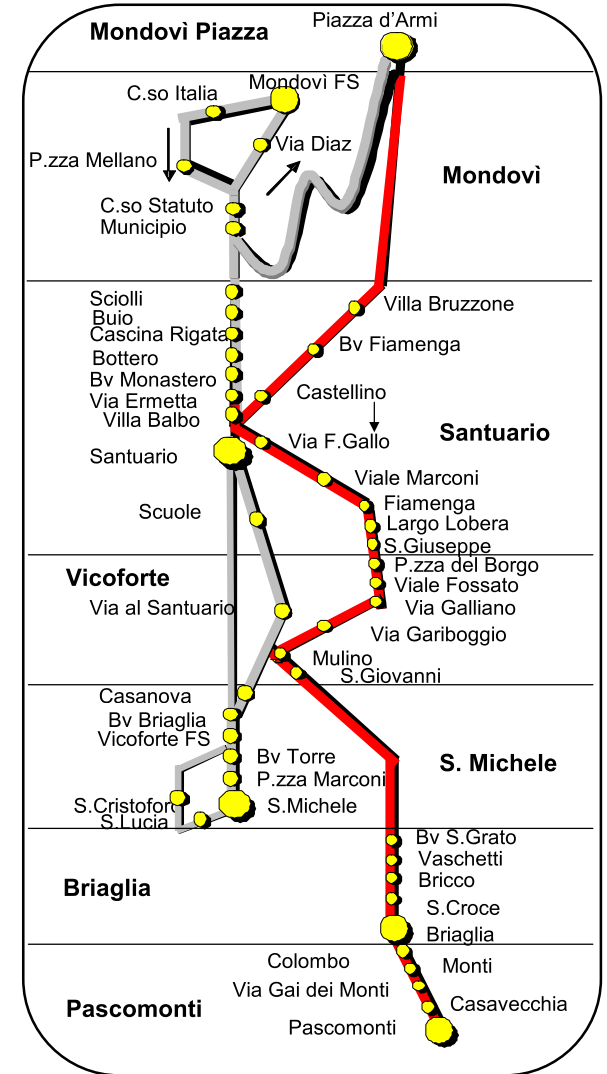 Piazza d'Armi
Mondovì Piazza
Mondovì FS
C.so Italia
Via Diaz
P.zza Mellano
Mondovì
C.so Statuto
Municipio
Sciolli
Villa Bruzzone
Buio
Cascina Rigata
Bv Fiamenga
Bottero
Bv Monastero
Castellino
Via Ermetta
Villa Balbo
Santuario
Via F.Gallo
Santuario
Viale Marconi
Fiamenga
Scuole
Largo Lobera
S.Giuseppe
P.zza del Borgo
Vicoforte
Viale Fossato
Via al Santuario
Via Galliano
Via Gariboggio
Mulino
S.Giovanni
Casanova
Bv Briaglia
Vicoforte FS
Bv Torre
S. Michele
P.zza Marconi
S.Cristoforo
S.Michele
S.Lucia
Bv S.Grato
Vaschetti
Bricco
Briaglia
S.Croce
Briaglia
Colombo
Monti
Via Gai dei Monti
Casavecchia
Pascomonti
Pascomonti